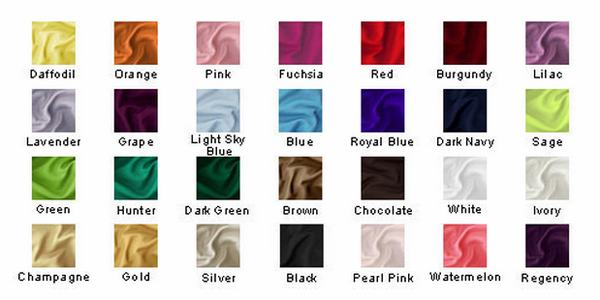 Daffodil Orange Pink Fuchsia Red Burgundy Lilac
Lavender Grape Light Sky Blue Blue Royal Blue Dark Navy Sage
Green Hunter Dark Green Brown Chocolate White Ivory
Champagne Gold Silver Black Pearl Pink Watermelon Regency